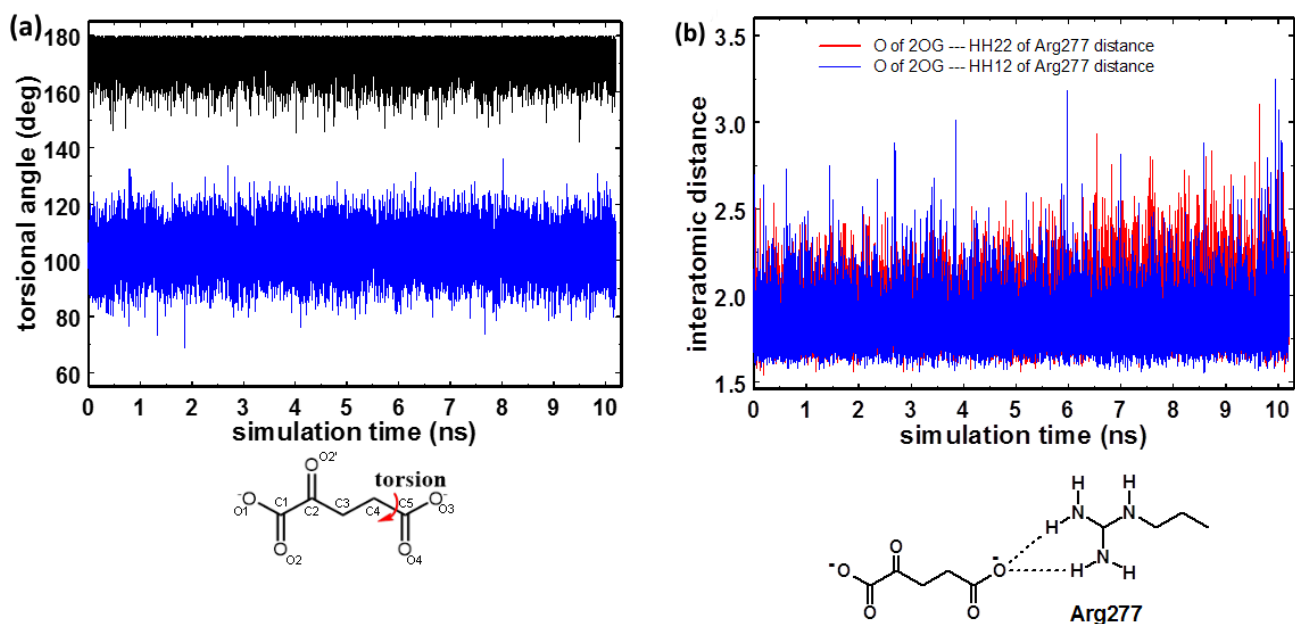 (a)
torsional angle (deg)
180
160
140
120
100
80
60
0 1 2 3 4 5 6 7 8 9 10
simulation time (ns)
O2'
torsion
-O
O1
C1
C2
C3
C4
C5
O-
O3
O
O2
O
O4
(b)
interatomic distance
3.5
3.0
2.5
2.0
1.5
O of 2OG --- HH22 of Arg277 distance
O of 2OG --- HH12 of Arg277 distance
0 1 2 3 4 5 6 7 8 9 10
simulation time (ns)
H H
H N N
O - NH
-O O H N H
O O Arg277